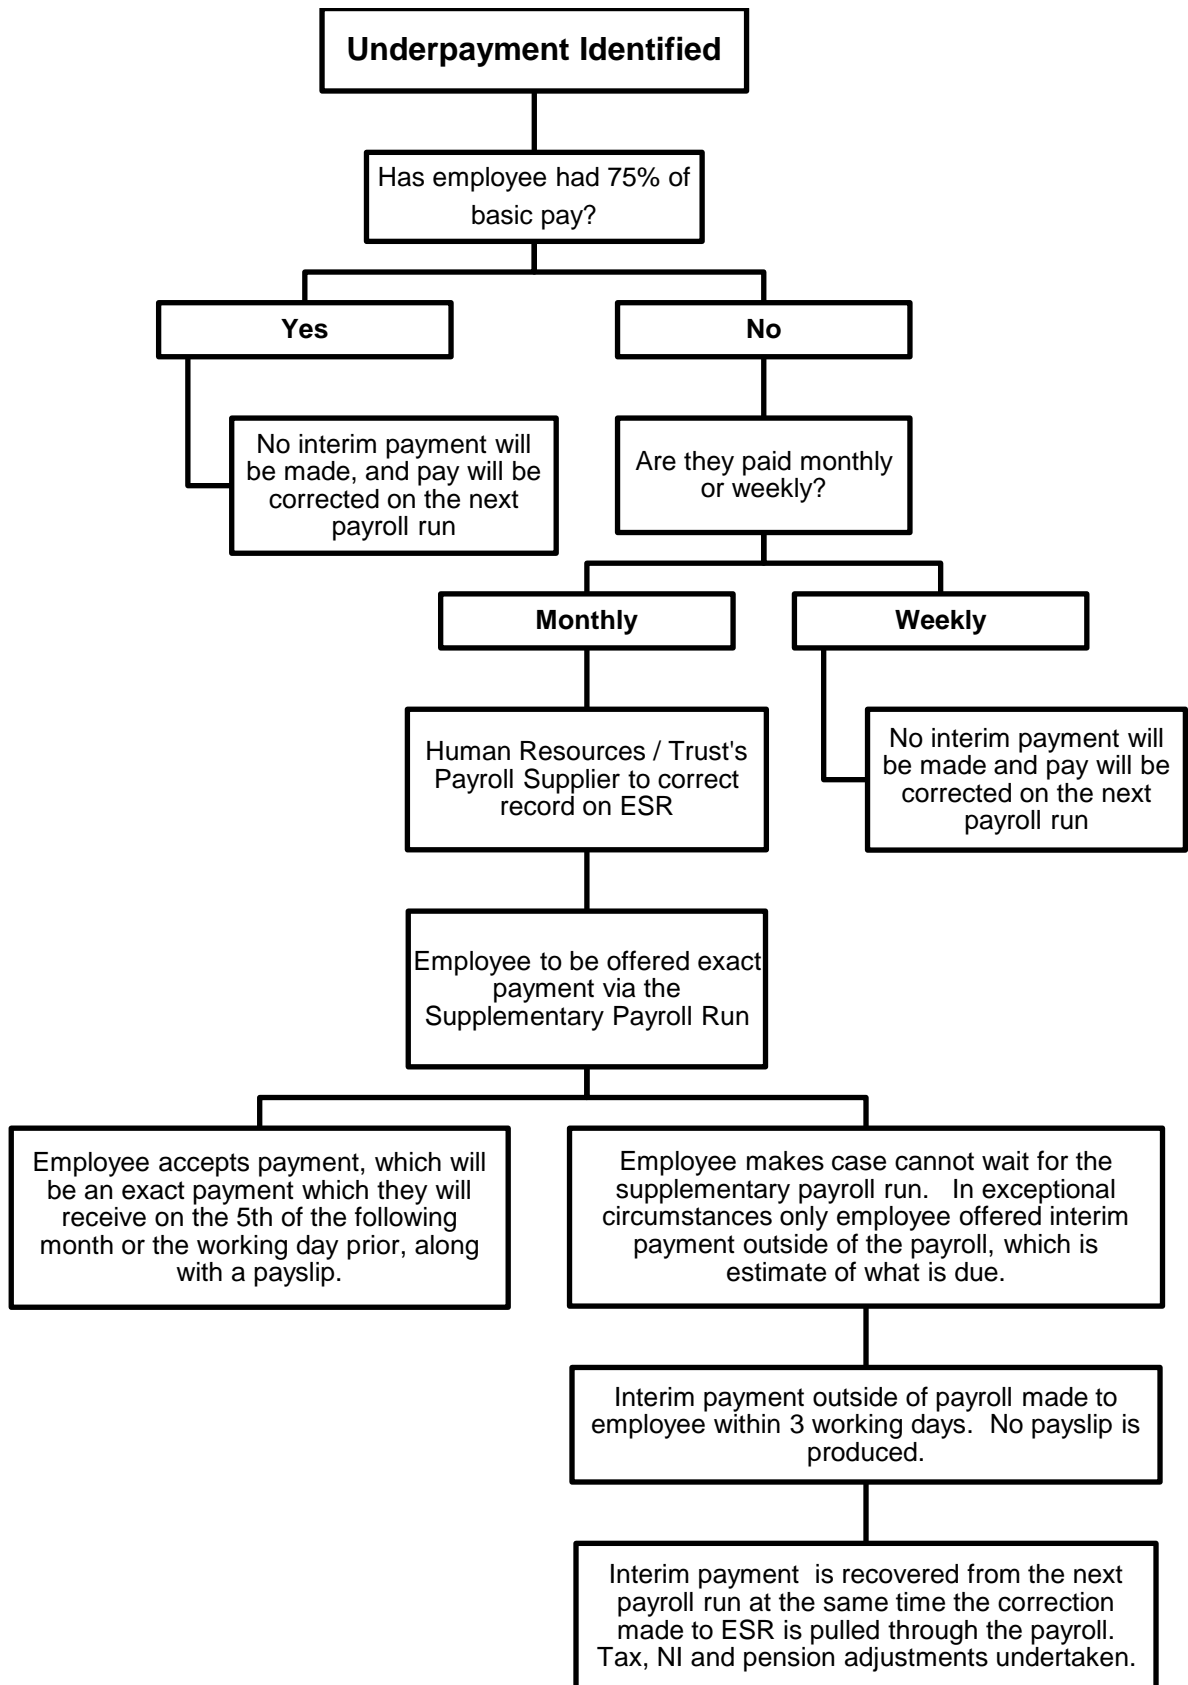 Underpayment Identified
Has employee had 75% of
basic pay?
Yes
No
No interim payment will
be made, and pay will be
corrected on the next
payroll run
Are they paid monthly
or weekly?
Monthly
Weekly
Human Resources / Trust's
Payroll Supplier to correct
record on ESR
No interim payment will
be made and pay will be
corrected on the next
payroll run
Employee to be offered exact
payment via the
Supplementary Payroll Run
Employee accepts payment, which will
be an exact payment which they will
receive on the 5th of the following
month or the working day prior, along
with a payslip.
Employee makes case cannot wait for the
supplementary payroll run.   In exceptional
circumstances only employee offered interim
payment outside of the payroll, which is
estimate of what is due.
Interim payment outside of payroll made to
employee within 3 working days.  No payslip is
produced.
Interim payment  is recovered from the next
payroll run at the same time the correction
made to ESR is pulled through the payroll.
Tax, NI and pension adjustments undertaken.